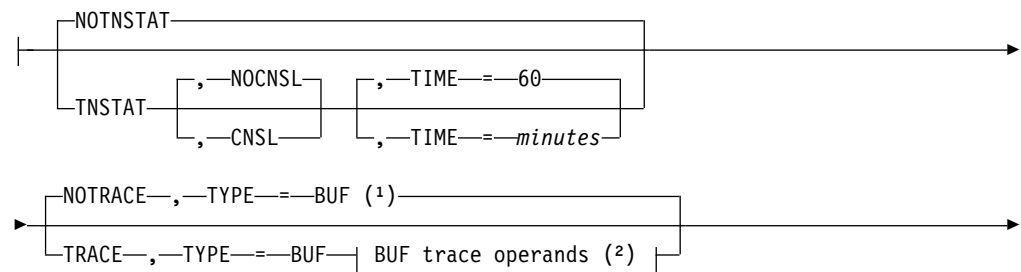 NOTNSTAT
,—NOCNSL ,—TIME—=—60
TNSTAT
,—CNSL ,—TIME—=—minutes
NOTRACE—,—TYPE—=—BUF (¹)
TRACE—,—TYPE—=—BUF—| BUF trace operands (²) |